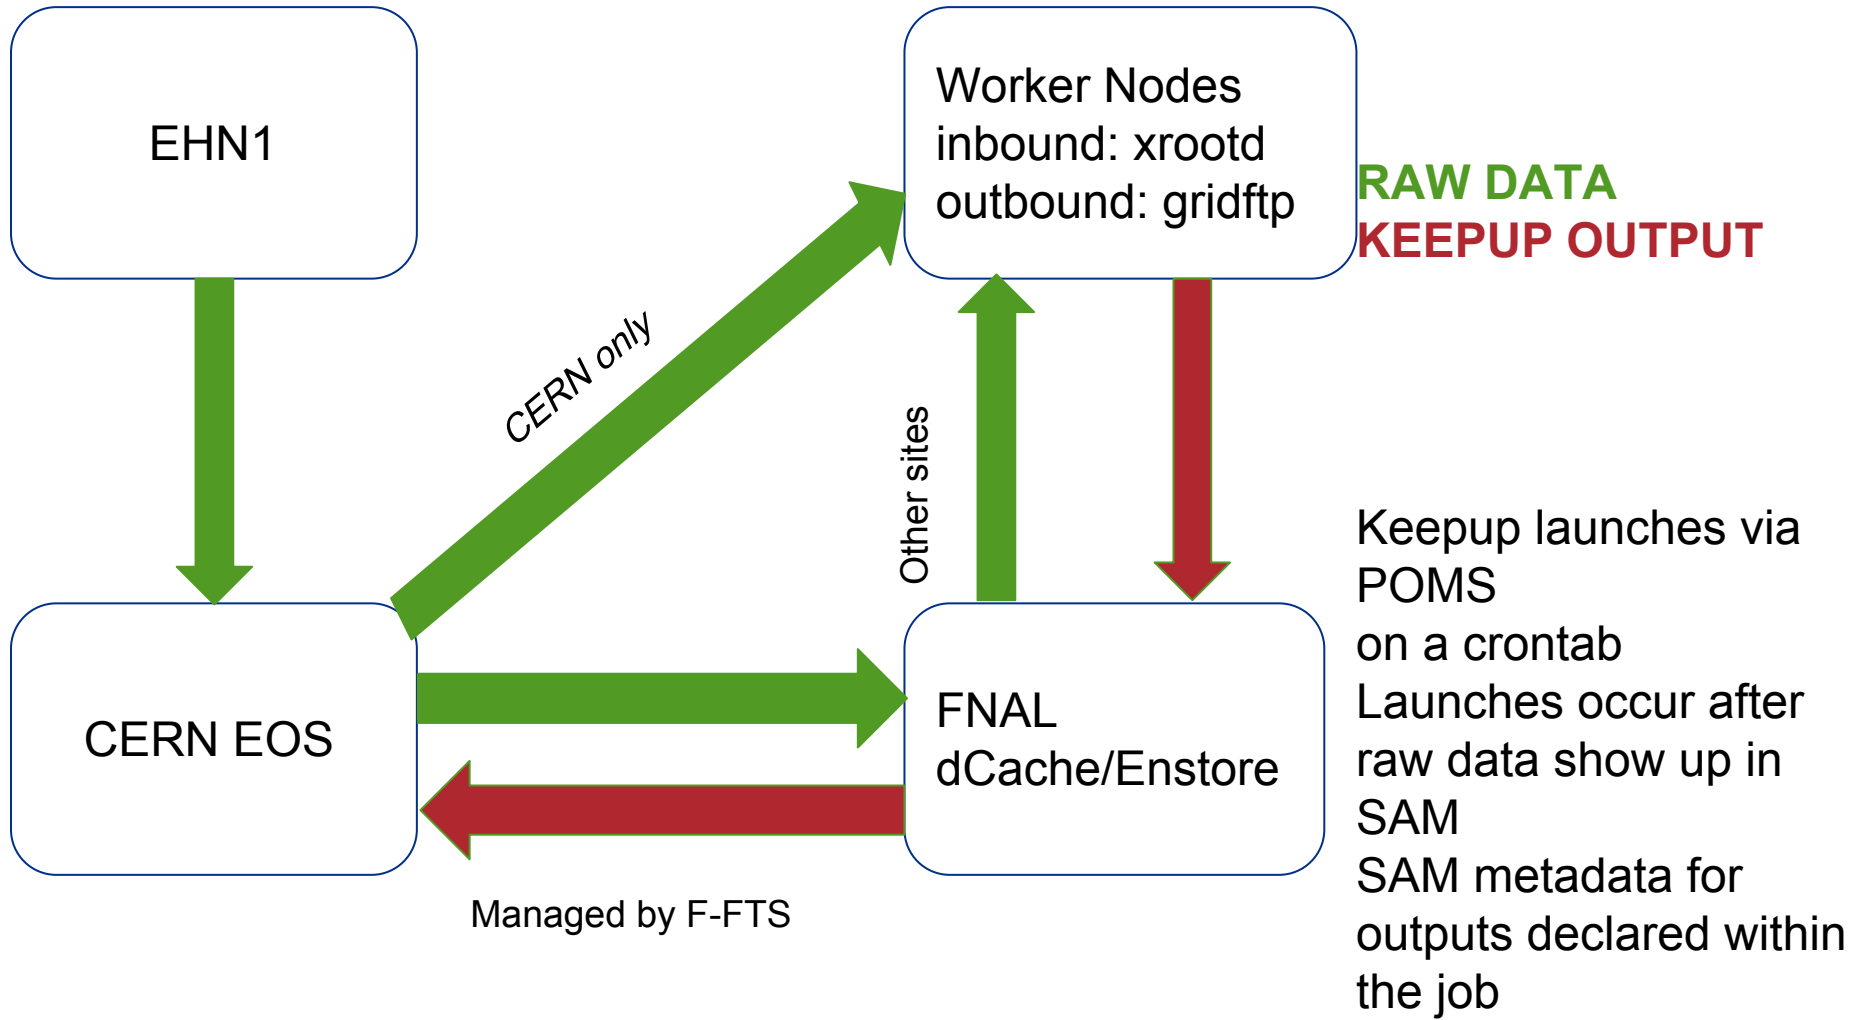 EHN1
Worker Nodes
inbound: xrootd
outbound: gridftp
RAW DATA
KEEPUP OUTPUT
CERN only
Other sites
CERN EOS
FNAL
dCache/Enstore
Managed by F-FTS
Keepup launches via
POMS
on a crontab
Launches occur after
raw data show up in
SAM
SAM metadata for
outputs declared within
the job